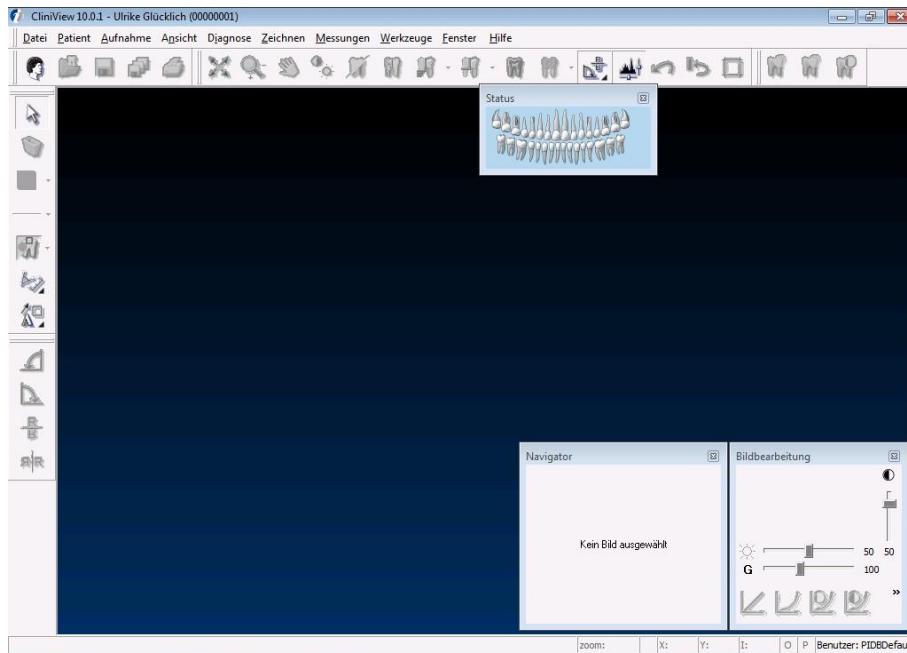 CliniView 10.0.1 - Ulrike Glücklich (00000001)
Datei Patient Aufnahme Ansicht Djagnose Zeichnen Messungen Werkzeuge Fenster Hilfe
Status
Navigator
Bildbearbeitung
Kein Bild ausgewählt
50 50
G 100
»
R
R
R R
zoom: X: Y: I: O P Benutzer: PIDBDefau